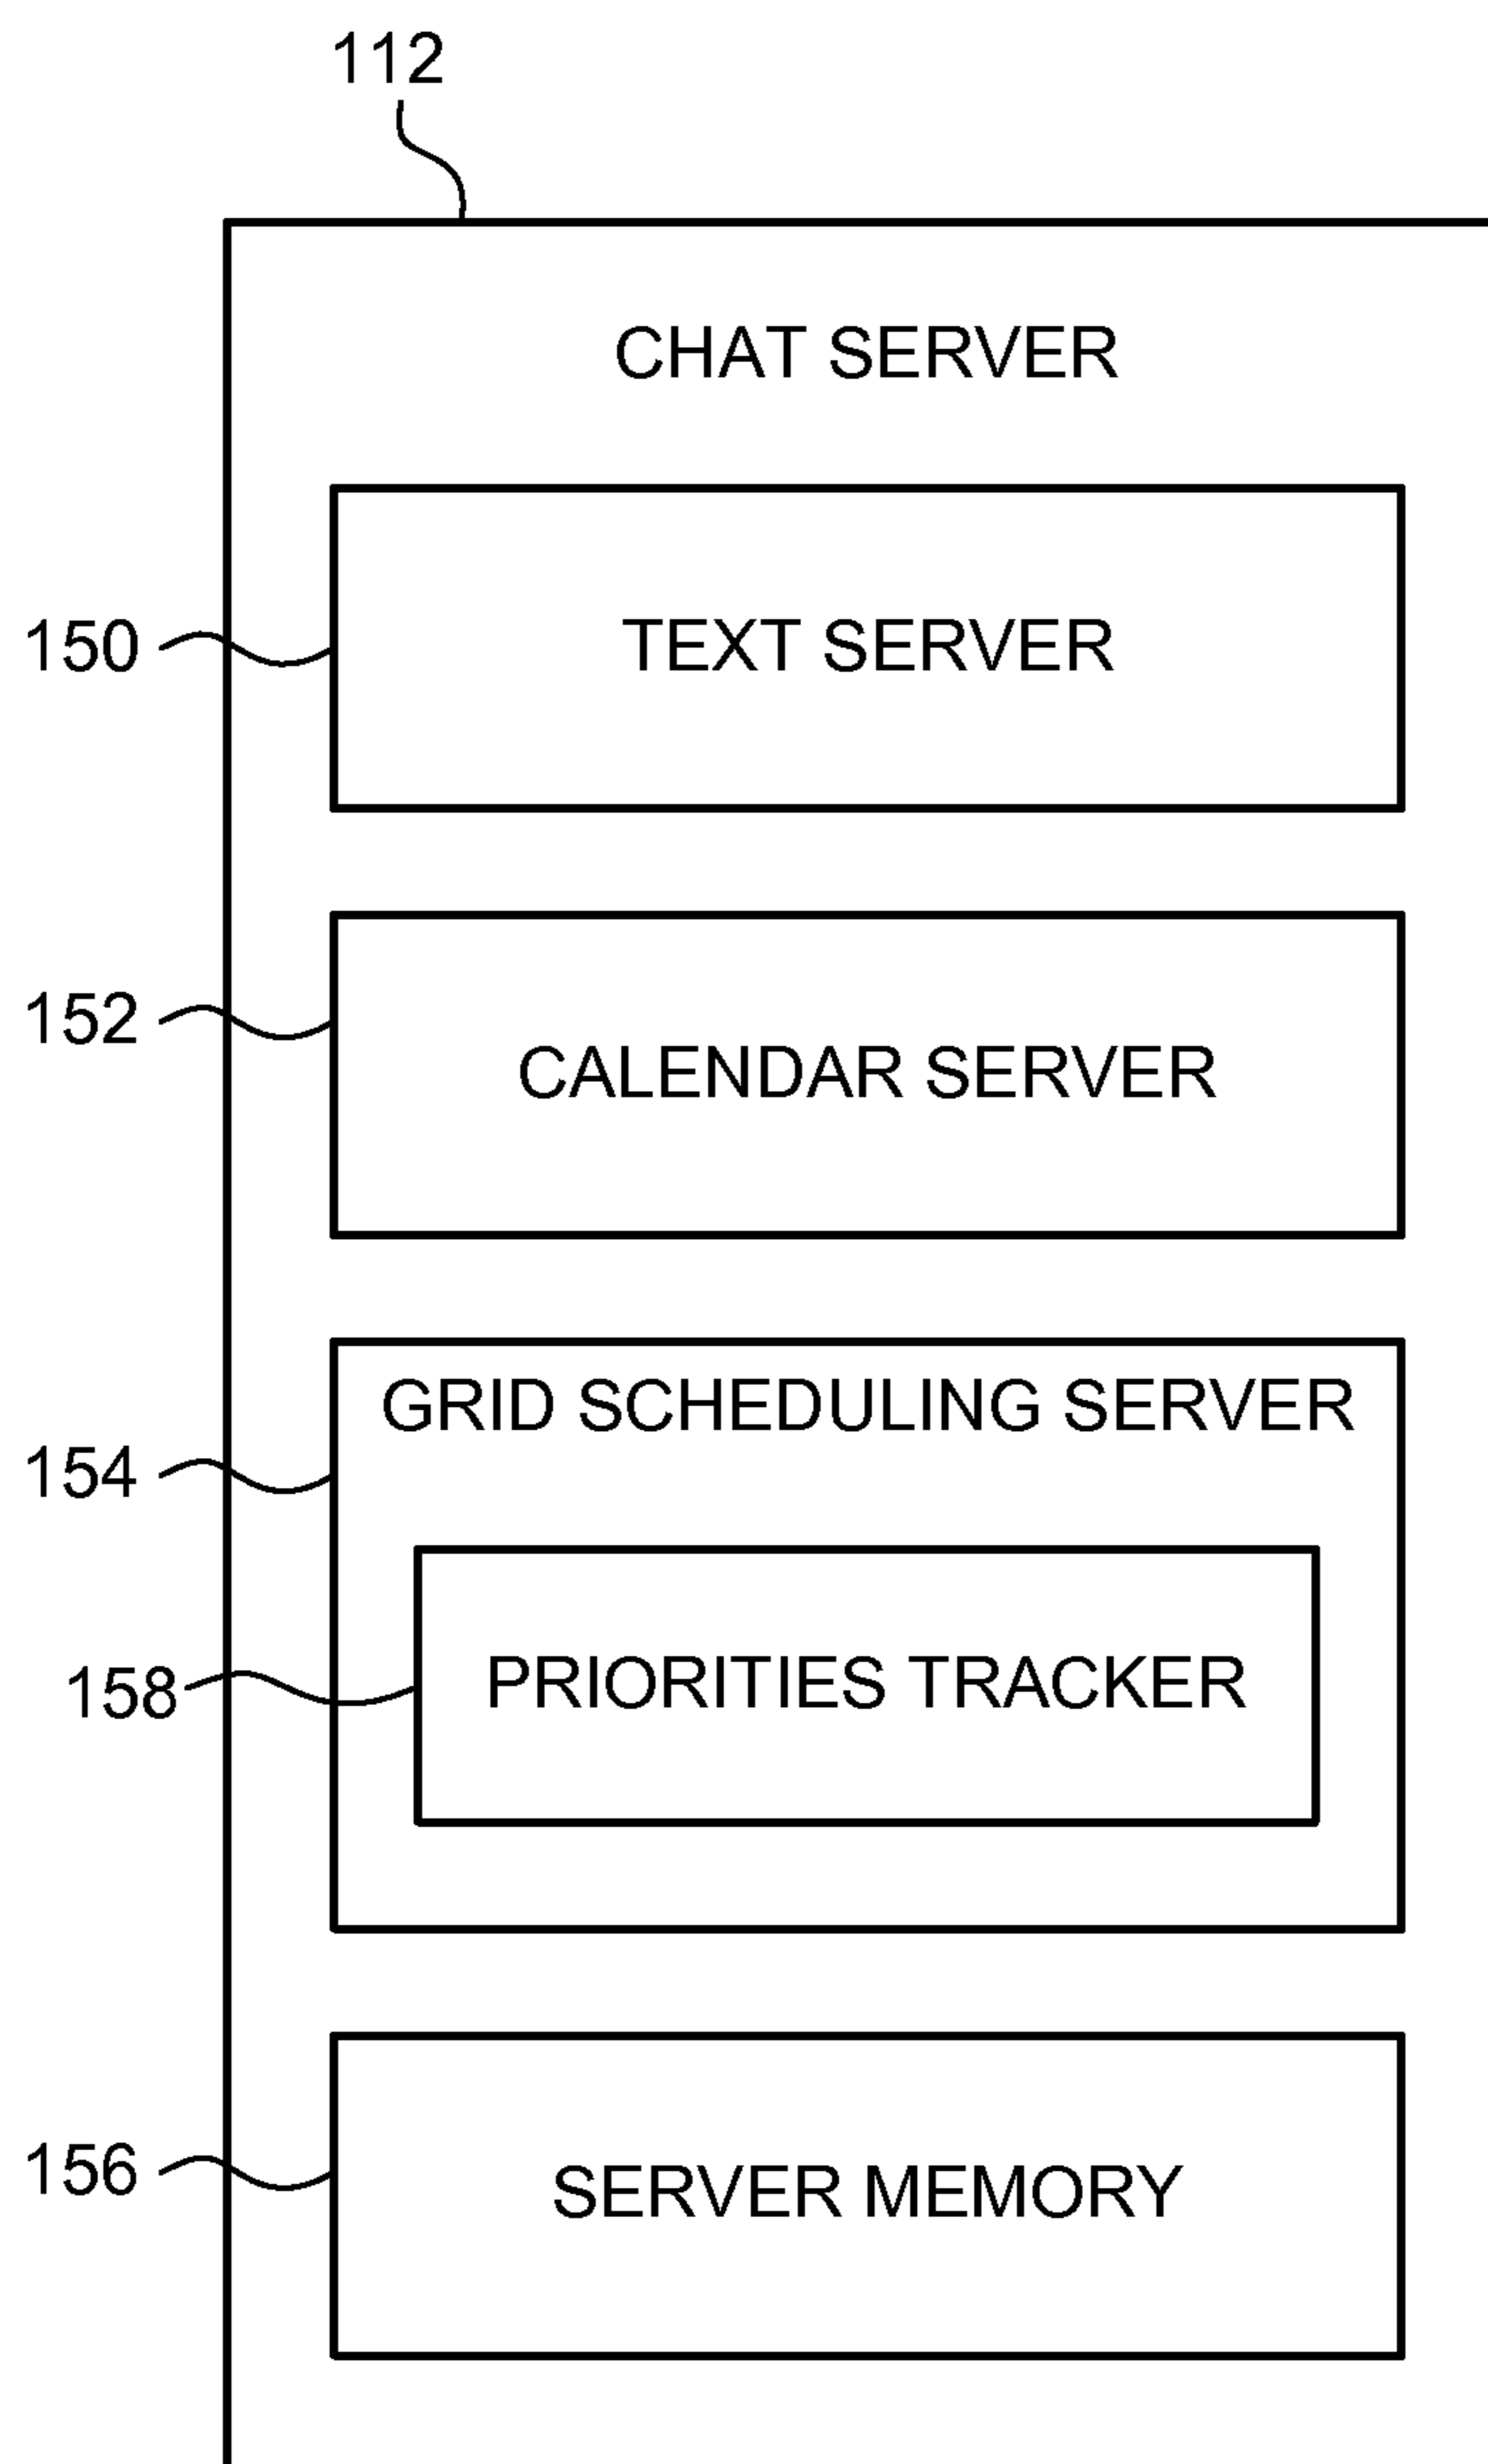 112
CHAT SERVER
150
TEXT SERVER
152
CALENDAR SERVER
GRID SCHEDULING SERVER
154
158
PRIORITIES TRACKER
156
SERVER MEMORY